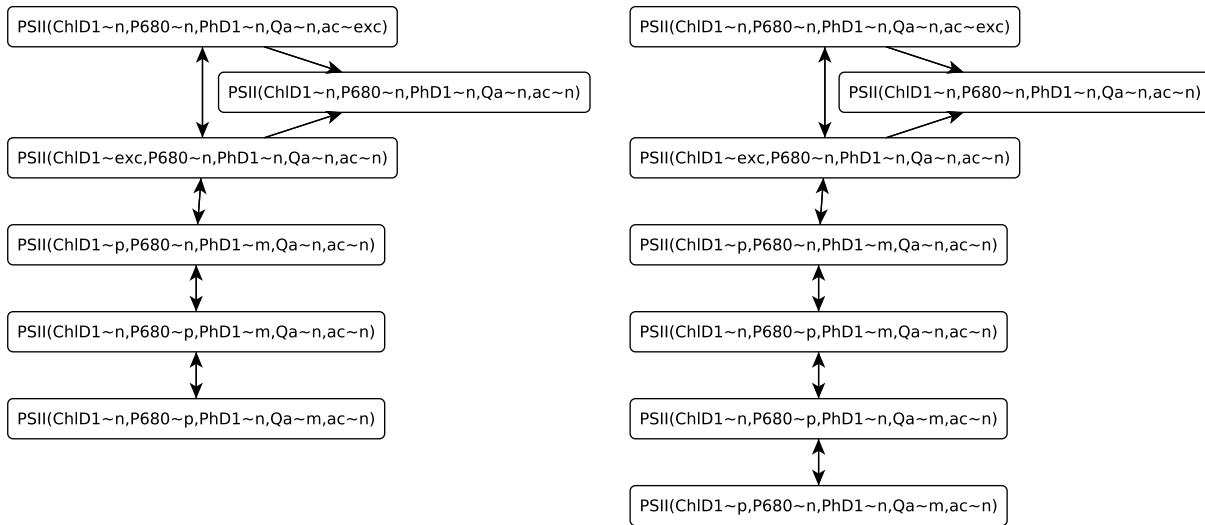 PSII(ChlD1~n,P680~n,PhD1~n,Qa~n,ac~exc)
PSII(ChlD1~n,P680~n,PhD1~n,Qa~n,ac~n)
PSII(ChlD1~exc,P680~n,PhD1~n,Qa~n,ac~n)
PSII(ChlD1~p,P680~n,PhD1~m,Qa~n,ac~n)
PSII(ChlD1~n,P680~p,PhD1~m,Qa~n,ac~n)
PSII(ChlD1~n,P680~p,PhD1~n,Qa~m,ac~n)
PSII(ChlD1~n,P680~n,PhD1~n,Qa~n,ac~exc)
PSII(ChlD1~n,P680~n,PhD1~n,Qa~n,ac~n)
PSII(ChlD1~exc,P680~n,PhD1~n,Qa~n,ac~n)
PSII(ChlD1~p,P680~n,PhD1~m,Qa~n,ac~n)
PSII(ChlD1~n,P680~p,PhD1~m,Qa~n,ac~n)
PSII(ChlD1~n,P680~p,PhD1~n,Qa~m,ac~n)
PSII(ChlD1~p,P680~n,PhD1~n,Qa~m,ac~n)